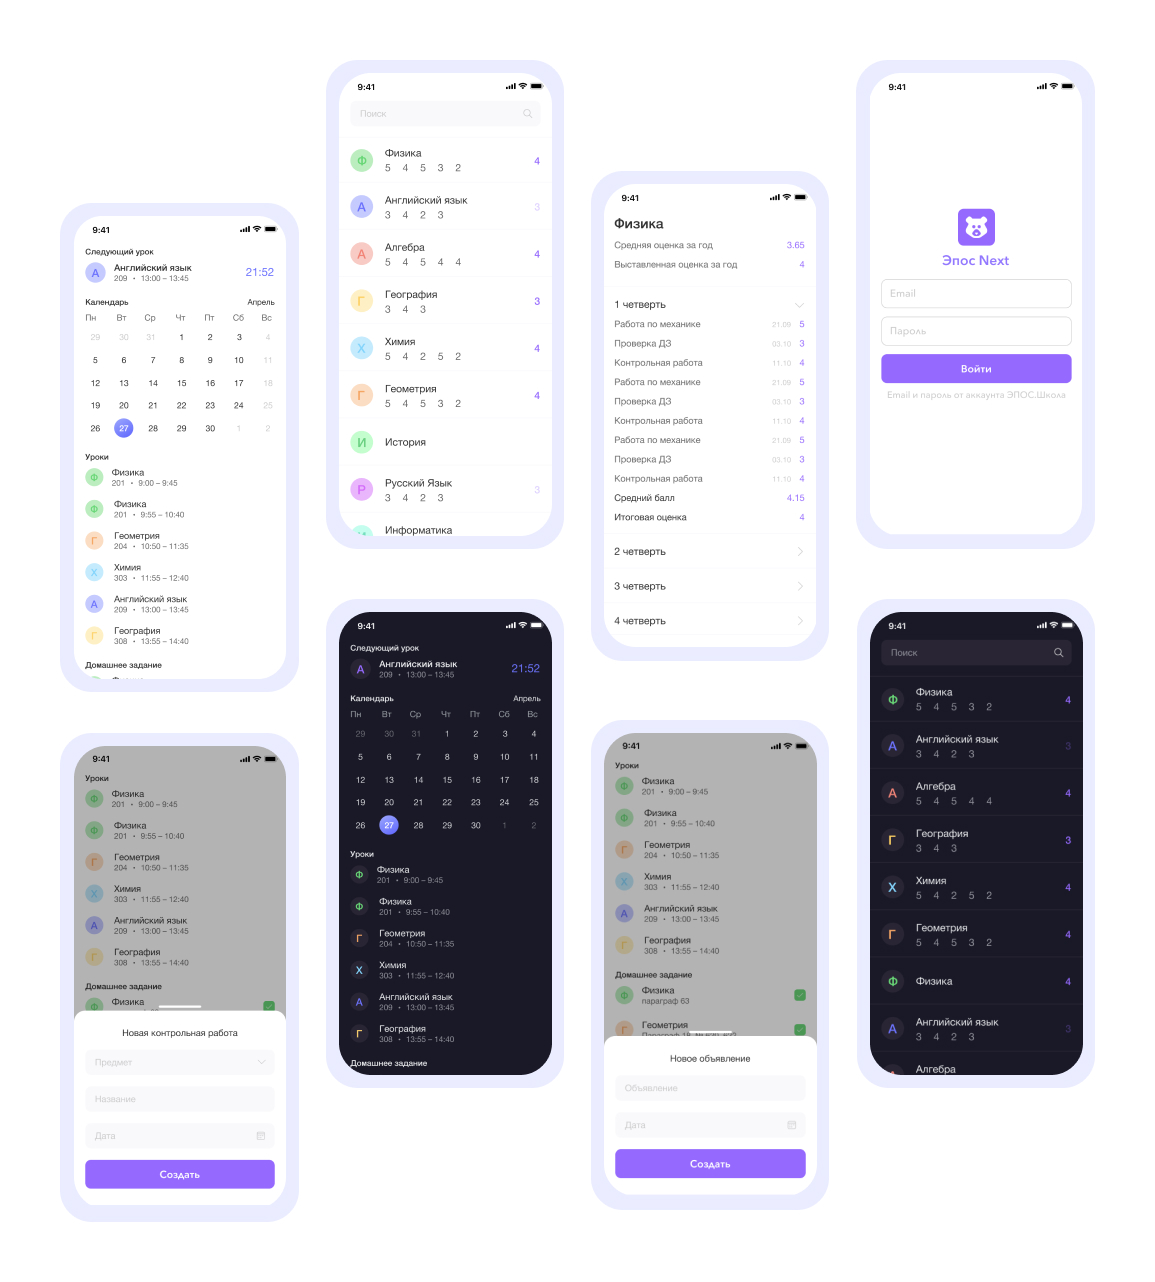 9:41
Следующий урок
А
Английский язык
209 • 13:00 – 13:45
21:52
Календарь Апрель
Пн Вт Ср Чт Пт Сб Вс
29 30 31 1 2 3 4
5 6 7 8 9 10 11
12 13 14 15 16 17 18
19 20 21 22 23 24 25
26 27 28 29 30 1 2
Уроки
Ф
Физика
201 • 9:00 – 9:45
Ф
Физика
201 • 9:55 – 10:40
Г
Геометрия
204 • 10:50 – 11:35
Х
Химия
303 • 11:55 – 12:40
А
Английский язык
209 • 13:00 – 13:45
Г
География
308 • 13:55 – 14:40
Домашнее задание
9:41
Поиск
Ф
Физика
5 4 5 3 2
4
А
Английский язык
3 4 2 3
3
А
Алгебра
5 4 5 4 4
4
Г
География
3 4 3
3
Х
Химия
5 4 2 5 2
4
Г
Геометрия
5 4 5 3 2
4
И
История
Р
Русский Язык
3 4 2 3
3
Информатика
9:41
Физика
Средняя оценка за год 3.65
Выставленная оценка за год 4
1 четверть
Работа по механике 21.09 5
Проверка ДЗ 03.10 3
Контрольная работа 11.10 4
Работа по механике 21.09 5
Проверка ДЗ 03.10 3
Контрольная работа 11.10 4
Работа по механике 21.09 5
Проверка ДЗ 03.10 3
Контрольная работа 11.10 4
Средний балл 4.15
Итоговая оценка 4
2 четверть
3 четверть
4 четверть
9:41
Эпос Next
Email
Пароль
Войти
Email и пароль от аккаунта ЭПОС.Школа
9:41
Уроки
Ф
Физика
201 • 9:00 – 9:45
Ф
Физика
201 • 9:55 – 10:40
Г
Геометрия
204 • 10:50 – 11:35
Х
Химия
303 • 11:55 – 12:40
А
Английский язык
209 • 13:00 – 13:45
Г
География
308 • 13:55 – 14:40
Домашнее задание
Ф
Физика
Новая контрольная работа
Предмет
Название
Дата
Создать
9:41
Следующий урок
А
Английский язык
209 • 13:00 – 13:45
21:52
Календарь Апрель
Пн Вт Ср Чт Пт Сб Вс
29 30 31 1 2 3 4
5 6 7 8 9 10 11
12 13 14 15 16 17 18
19 20 21 22 23 24 25
26 27 28 29 30 1 2
Уроки
Ф
Физика
201 • 9:00 – 9:45
Ф
Физика
201 • 9:55 – 10:40
Г
Геометрия
204 • 10:50 – 11:35
Х
Химия
303 • 11:55 – 12:40
А
Английский язык
209 • 13:00 – 13:45
Г
География
308 • 13:55 – 14:40
Домашнее задание
9:41
Уроки
Ф
Физика
201 • 9:00 – 9:45
Ф
Физика
201 • 9:55 – 10:40
Г
Геометрия
204 • 10:50 – 11:35
Х
Химия
303 • 11:55 – 12:40
А
Английский язык
209 • 13:00 – 13:45
Г
География
308 • 13:55 – 14:40
Домашнее задание
Ф
Физика
параграф 63
Г
Геометрия
Параграф
Новое объявление
Объявление
Дата
Создать
9:41
Поиск
Ф
Физика
5 4 5 3 2
4
А
Английский язык
3 4 2 3
3
А
Алгебра
5 4 5 4 4
4
Г
География
3 4 3
3
Х
Химия
5 4 2 5 2
4
Г
Геометрия
5 4 5 3 2
4
Ф
Физика
4
А
Английский язык
3 4 2 3
3
Алгебра